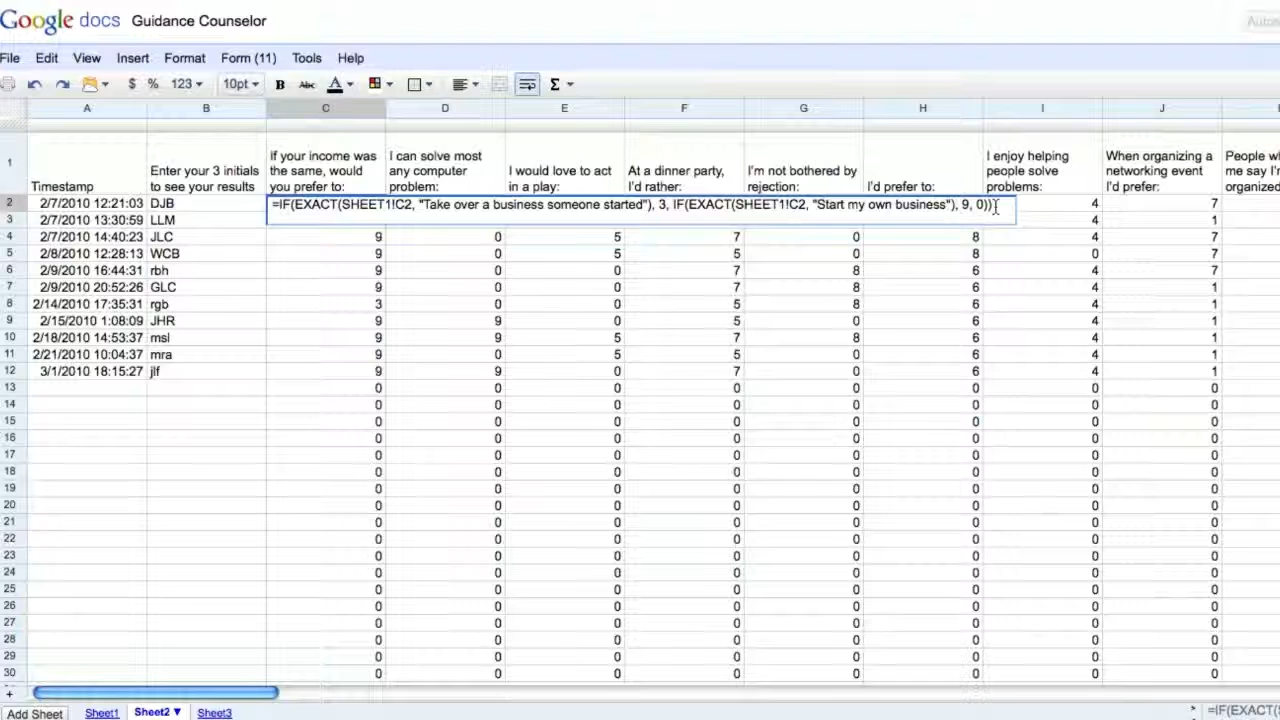 Google docs Guidance Counselor
File Edit View Insert Format Form (11) Tools Help
$ % 123 10pt B Abc A Σ
A B C D E F G H I J
1 Timestamp
Enter your 3 initials
to see your results
If your income was
the same, would
you prefer to:
I can solve most
any computer
problem:
I would love to act
in a play:
At a dinner party,
I'd rather:
I'm not bothered by
rejection:
I'd prefer to:
I enjoy helping
people solve
problems:
When organizing a
networking event
I'd prefer:
2 2/7/2010 12:21:03 DJB =IF(EXACT(SHEET1!C2, "Take over a business someone started"), 3, IF(EXACT(SHEET1!C2, "Start my own business"), 9, 0)) 4 7
3 2/7/2010 13:30:59 LLM 4 1
4 2/7/2010 14:40:23 JLC 9 0 5 7 0 8 4 7
5 2/8/2010 12:28:13 WCB 9 0 5 5 0 8 0 7
6 2/9/2010 16:44:31 rbh 9 0 0 7 8 6 4 7
7 2/9/2010 20:52:26 GLC 9 0 0 7 8 6 4 1
8 2/14/2010 17:35:31 rgb 3 0 0 5 8 6 4 1
9 2/15/2010 1:08:09 JHR 9 9 0 5 0 6 4 1
10 2/18/2010 14:53:37 msl 9 9 5 7 8 6 4 1
11 2/21/2010 10:04:37 mra 9 0 5 5 0 6 4 1
12 3/1/2010 18:15:27 jlf 9 9 0 7 0 6 4 1
13 0 0 0 0 0 0 0 0
14 0 0 0 0 0 0 0 0
15 0 0 0 0 0 0 0 0
16 0 0 0 0 0 0 0 0
17 0 0 0 0 0 0 0 0
18 0 0 0 0 0 0 0 0
19 0 0 0 0 0 0 0 0
20 0 0 0 0 0 0 0 0
21 0 0 0 0 0 0 0 0
22 0 0 0 0 0 0 0 0
23 0 0 0 0 0 0 0 0
24 0 0 0 0 0 0 0 0
25 0 0 0 0 0 0 0 0
26 0 0 0 0 0 0 0 0
27 0 0 0 0 0 0 0 0
28 0 0 0 0 0 0 0 0
29 0 0 0 0 0 0 0 0
30 0 0 0 0 0 0 0 0
+
Add Sheet Sheet1 Sheet2 Sheet3 =IF(EXACT(